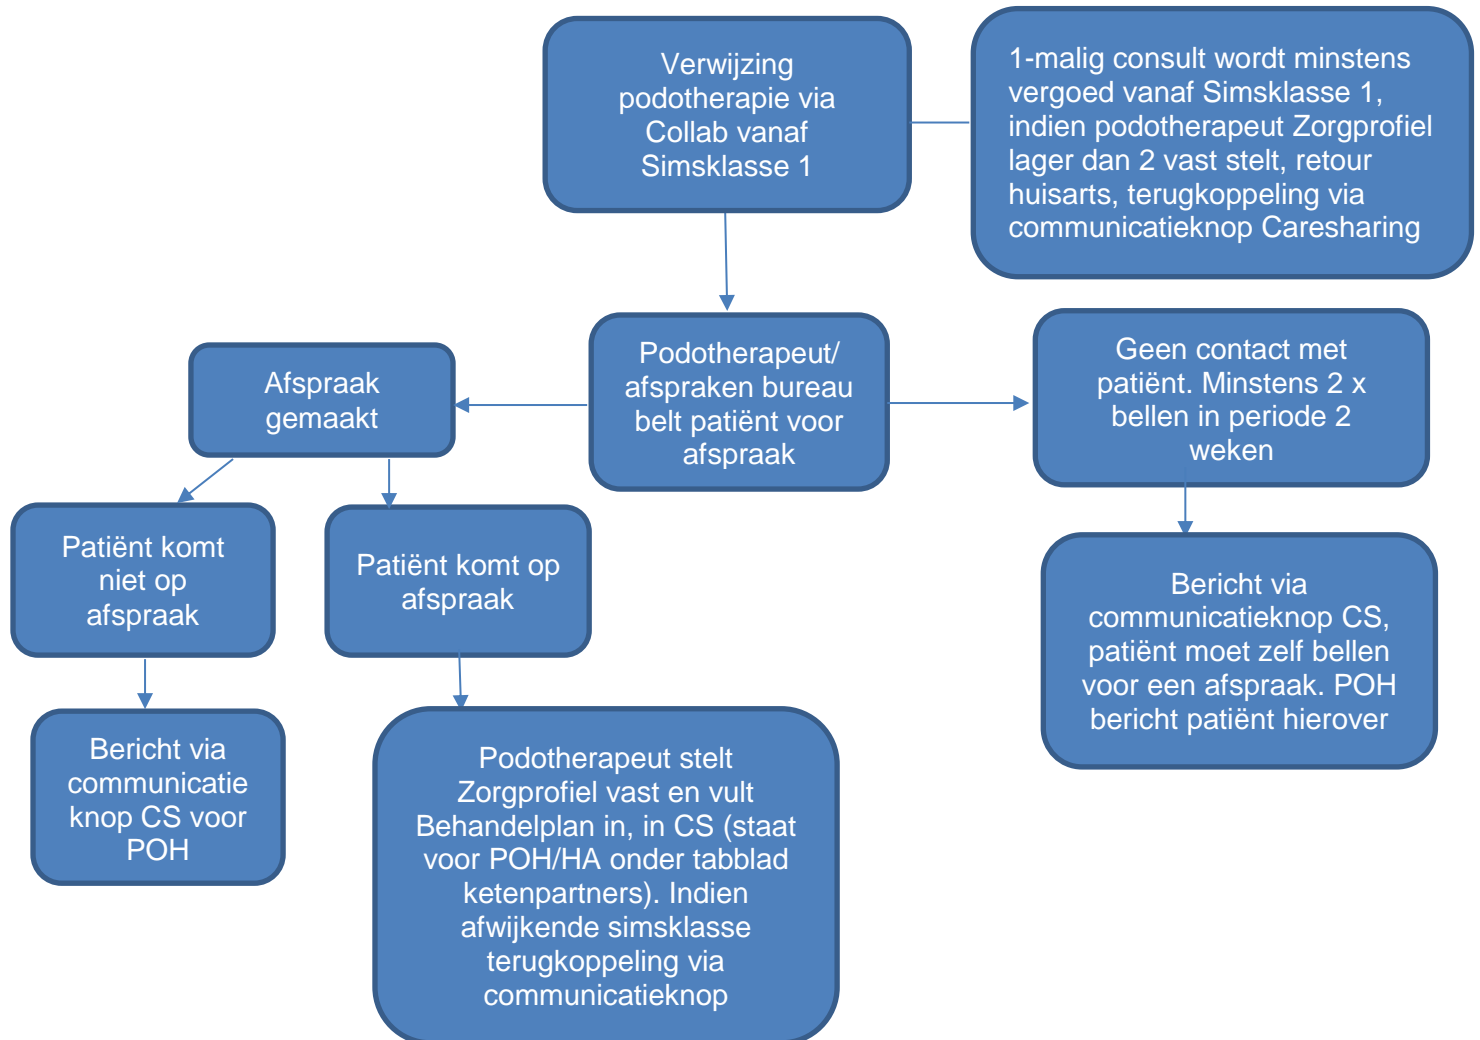 Verwijzing
podotherapie via
Collab vanaf
Simsklasse 1
1-malig consult wordt minstens
vergoed vanaf Simsklasse 1,
indien podotherapeut Zorgprofiel
lager dan 2 vast stelt, retour
huisarts, terugkoppeling via
communicatieknop Caresharing
Afspraak
gemaakt
Podotherapeut/
afspraken bureau
belt patiënt voor
afspraak
Geen contact met
patiënt. Minstens 2 x
bellen in periode 2
weken
Patiënt komt
niet op
afspraak
Patiënt komt op
afspraak
Bericht via
communicatieknop CS,
patiënt moet zelf bellen
voor een afspraak. POH
bericht patiënt hierover
Bericht via
communicatie
knop CS voor
POH
Podotherapeut stelt
Zorgprofiel vast en vult
Behandelplan in, in CS (staat
voor POH/HA onder tabblad
ketenpartners). Indien
afwijkende simsklasse
terugkoppeling via
communicatieknop